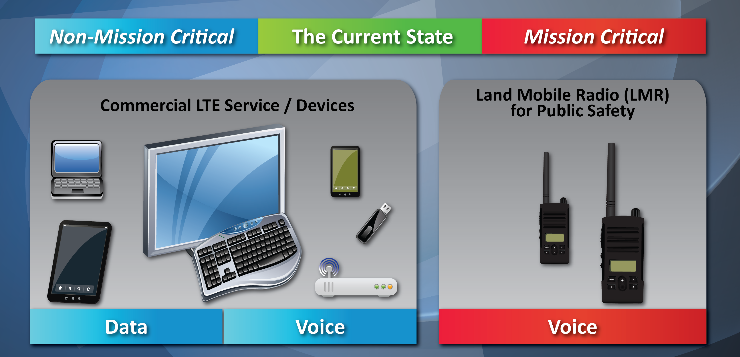 Non-Mission Critical
The Current State
Mission Critical
Commercial LTE Service / Devices
Land Mobile Radio (LMR)
for Public Safety
Data
Voice
Voice